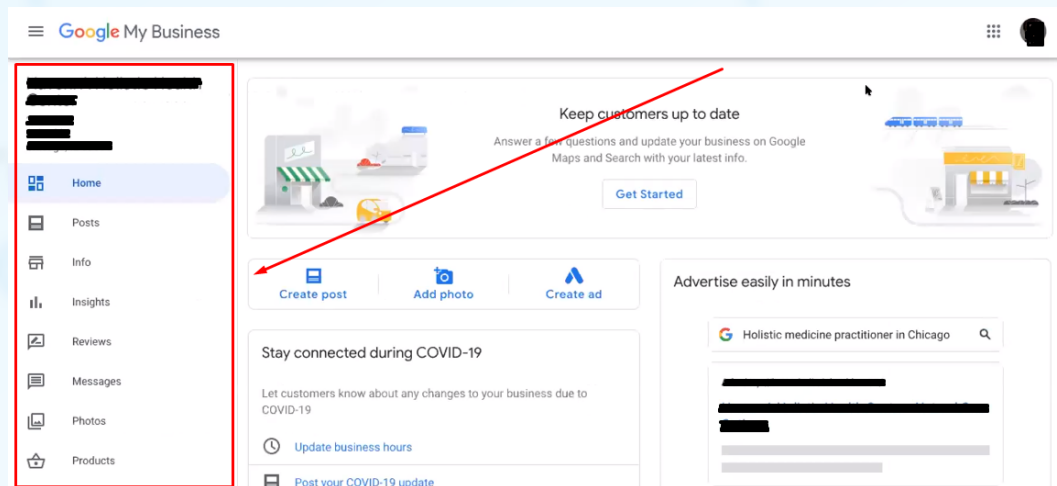 Google My Business
Home
Posts
Info
Insights
Reviews
Messages
Photos
Products
Keep customers up to date
Answer a few questions and update your business on Google
Maps and Search with your latest info.
Get Started
Create post
Add photo
Create ad
Stay connected during COVID-19
Let customers know about any changes to your business due to
COVID-19
Update business hours
Post your COVID-19 update
Advertise easily in minutes
G Holistic medicine practitioner in Chicago